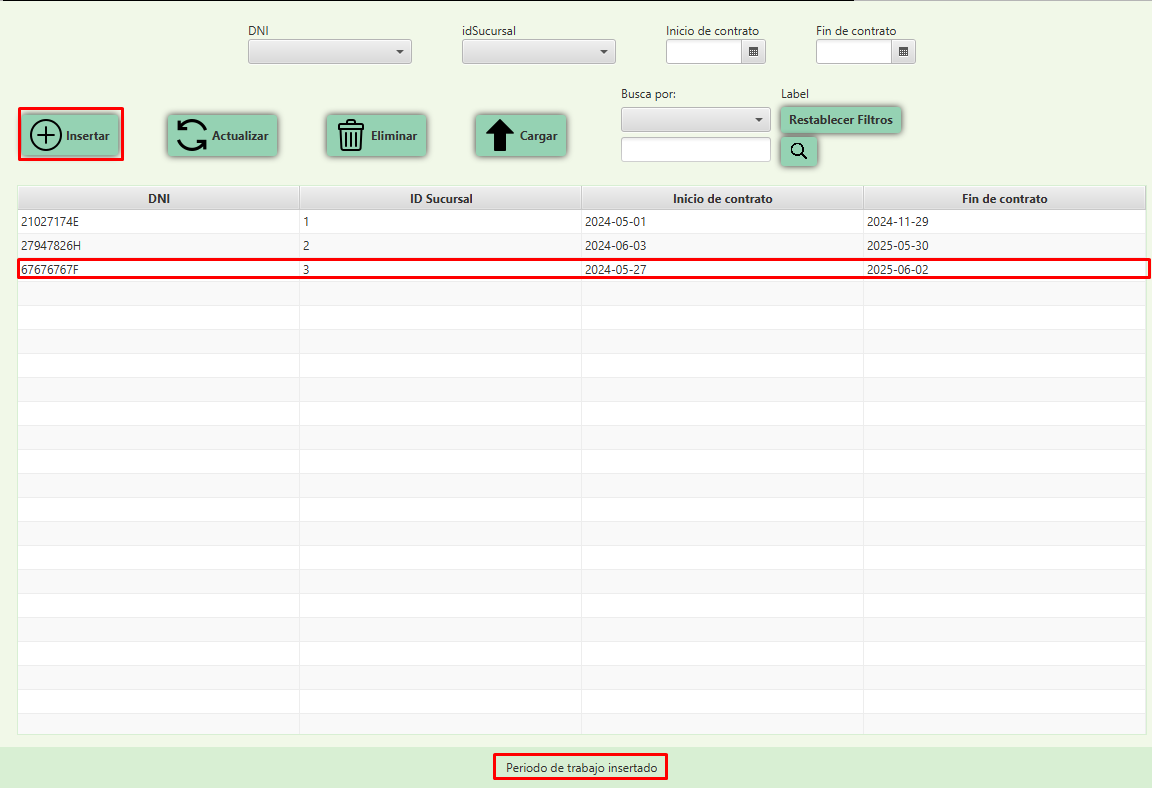 DNI idSucursal Inicio de contrato Fin de contrato
Busca por: Label
Insertar Actualizar Eliminar Cargar Restablecer Filtros
DNI ID Sucursal Inicio de contrato Fin de contrato
21027174E 1 2024-05-01 2024-11-29
27947826H 2 2024-06-03 2025-05-30
67676767F 3 2024-05-27 2025-06-02
Periodo de trabajo insertado